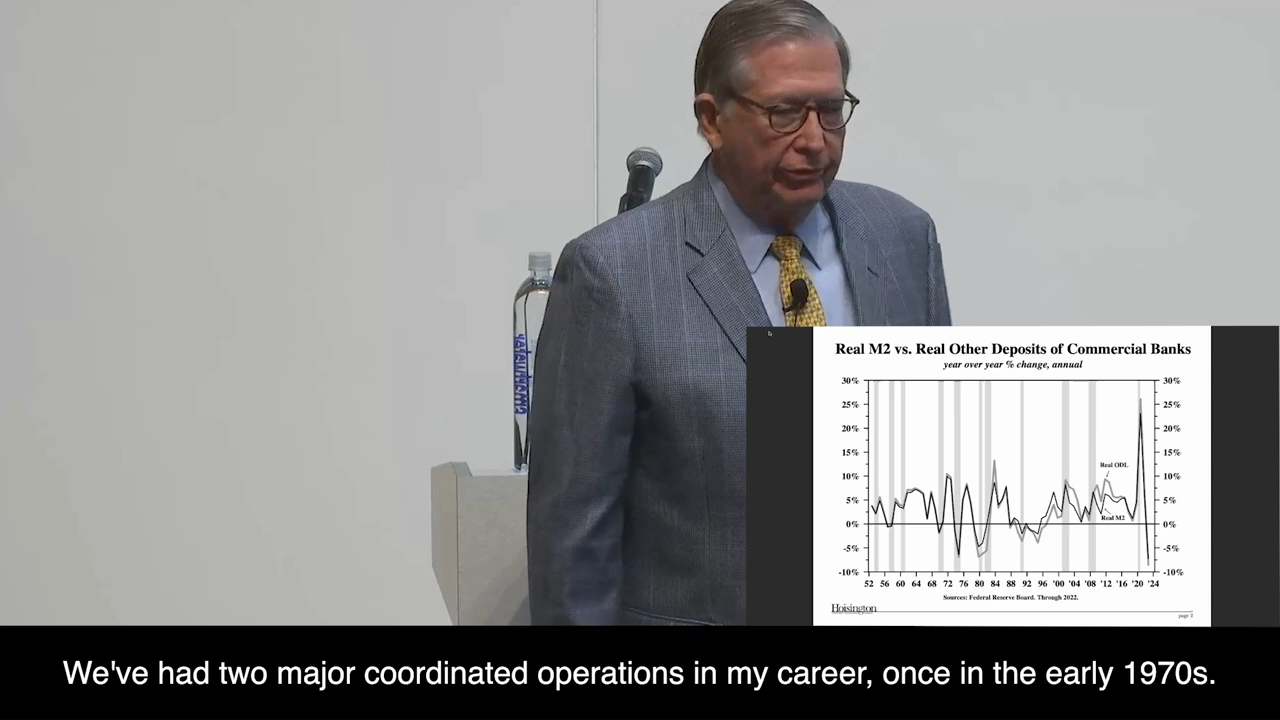 Real M2 vs. Real Other Deposits of Commercial Banks
year over year % change, annual
30% 30%
25% 25%
20% 20%
15% 15%
Real ODL
10% 10%
5% 5%
Real M2
0% 0%
-5% -5%
-10% -10%
52 56 60 64 68 72 76 80 84 88 92 96 '00 '04 '08 '12 '16 '20 '24
Sources: Federal Reserve Board. Through 2022.
Hoisington
page 2
We've had two major coordinated operations in my career, once in the early 1970s.